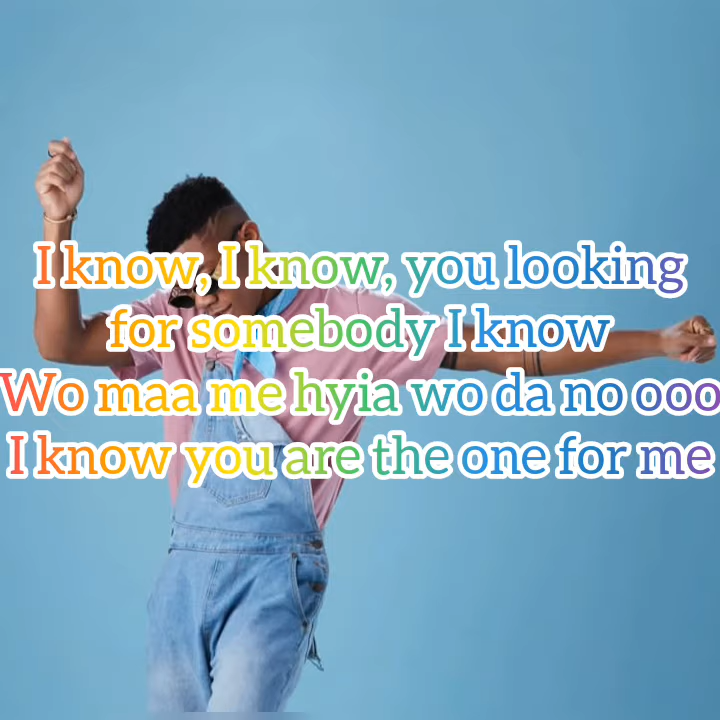 I know, I know, you looking
for somebody I know
Wo maa me hyia wo da no ooo
I know you are the one for me